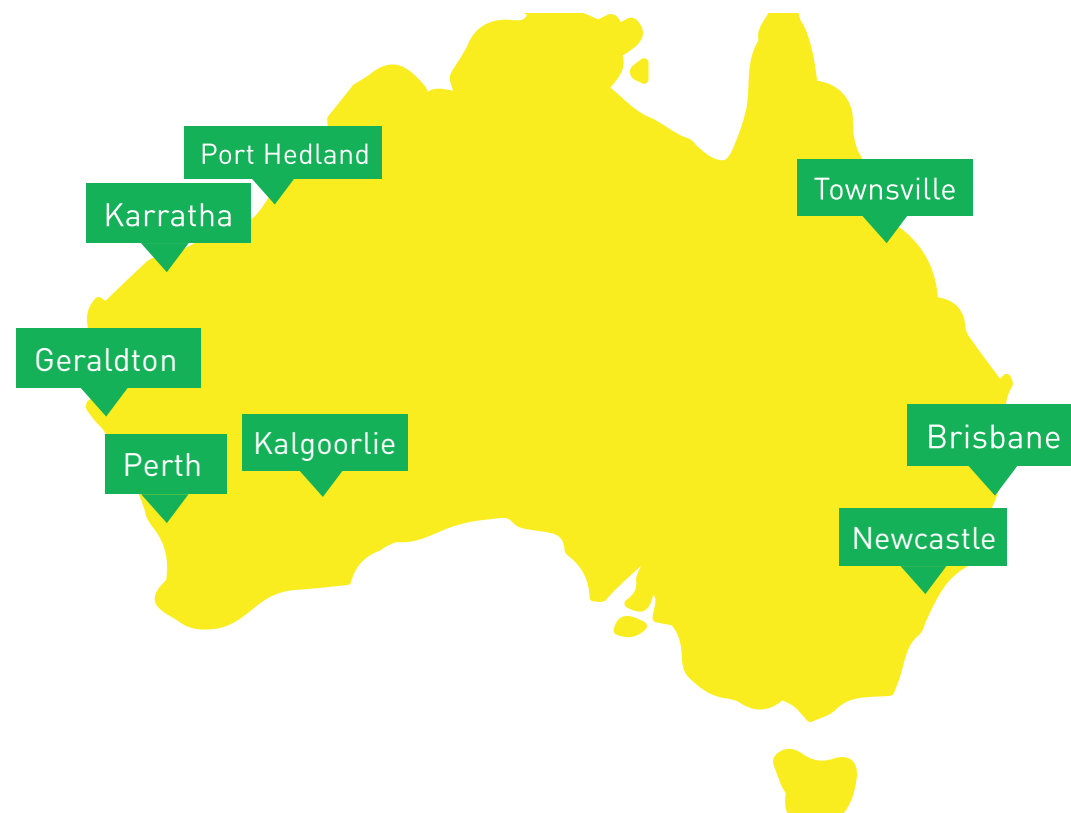 Port Hedland
Townsville
Karratha
Geraldton
Brisbane
Kalgoorlie
Perth
Newcastle